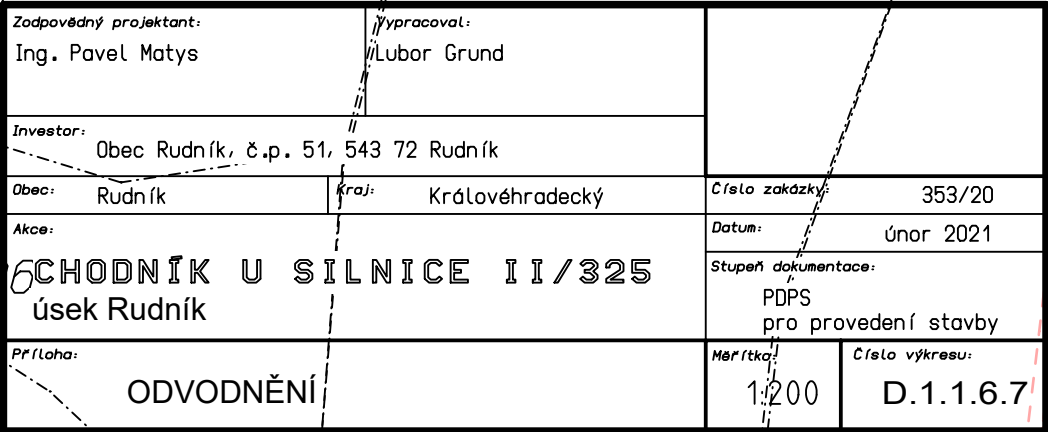 Zodpovědný projektant:
Vypracoval:
Ing. Pavel Matys
Lubor Grund
Investor:
Obec Rudník, č.p. 51, 543 72 Rudník
Obec:
Rudník
Kraj:
Královéhradecký
Číslo zakázky:
353/20
Akce:
Datum:
únor 2021
6
CHODNÍK U SILNICE II/325
úsek Rudník
Stupeň dokumentace:
PDPS
pro provedení stavby
Příloha:
ODVODNĚNÍ
Měřítko:
1:200
Číslo výkresu:
D.1.1.6.7